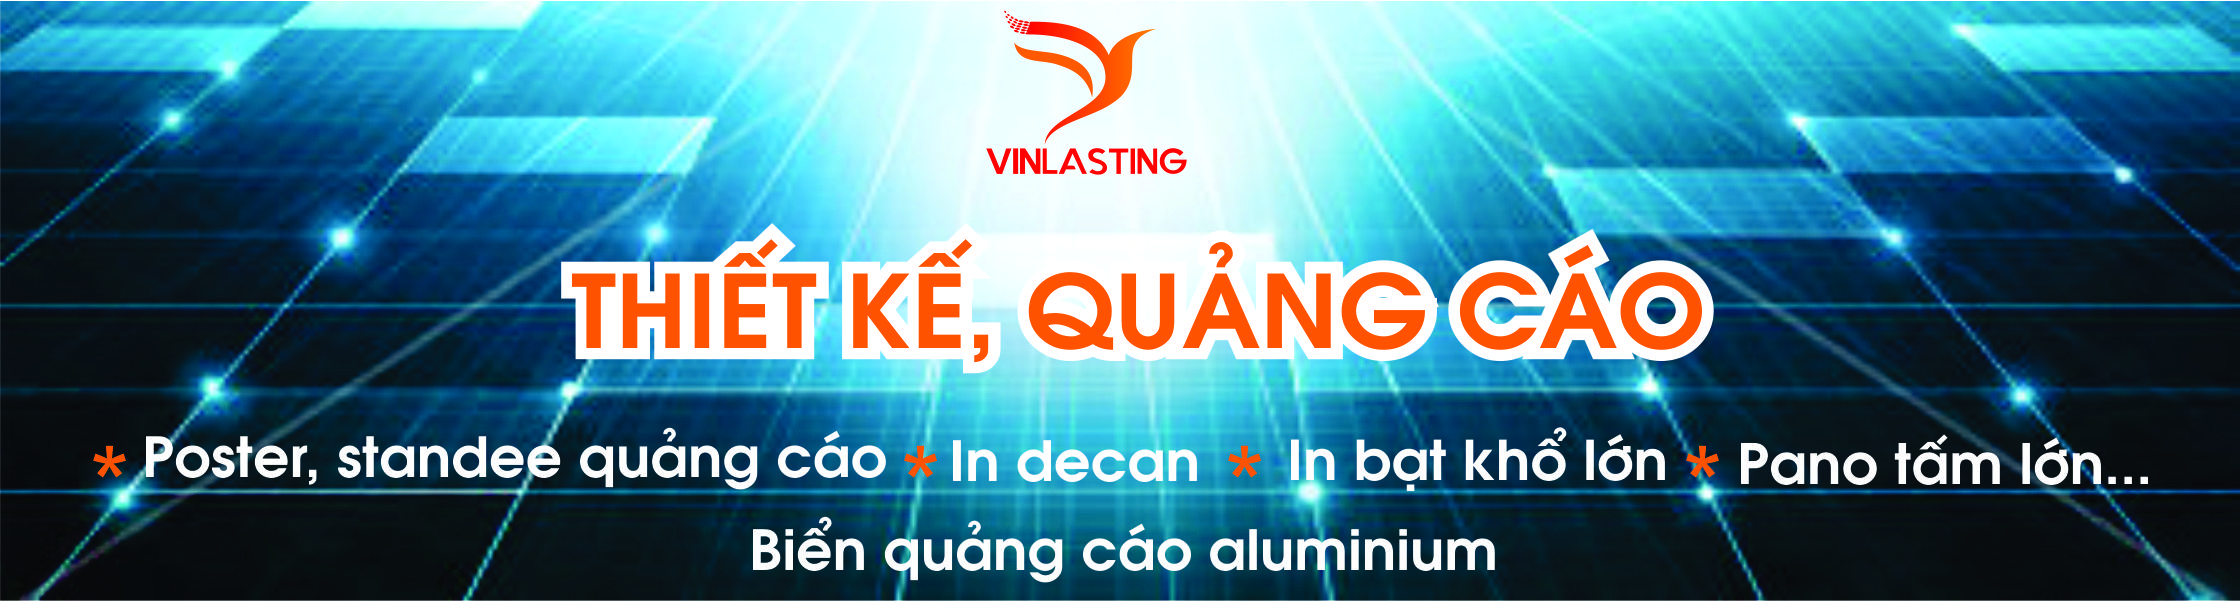 VINLASTING
THIẾT KẾ, QUẢNG CÁO
* Poster, standee quảng cáo * In decan * In bạt khổ lớn * Pano tấm lớn...
Biển quảng cáo aluminium